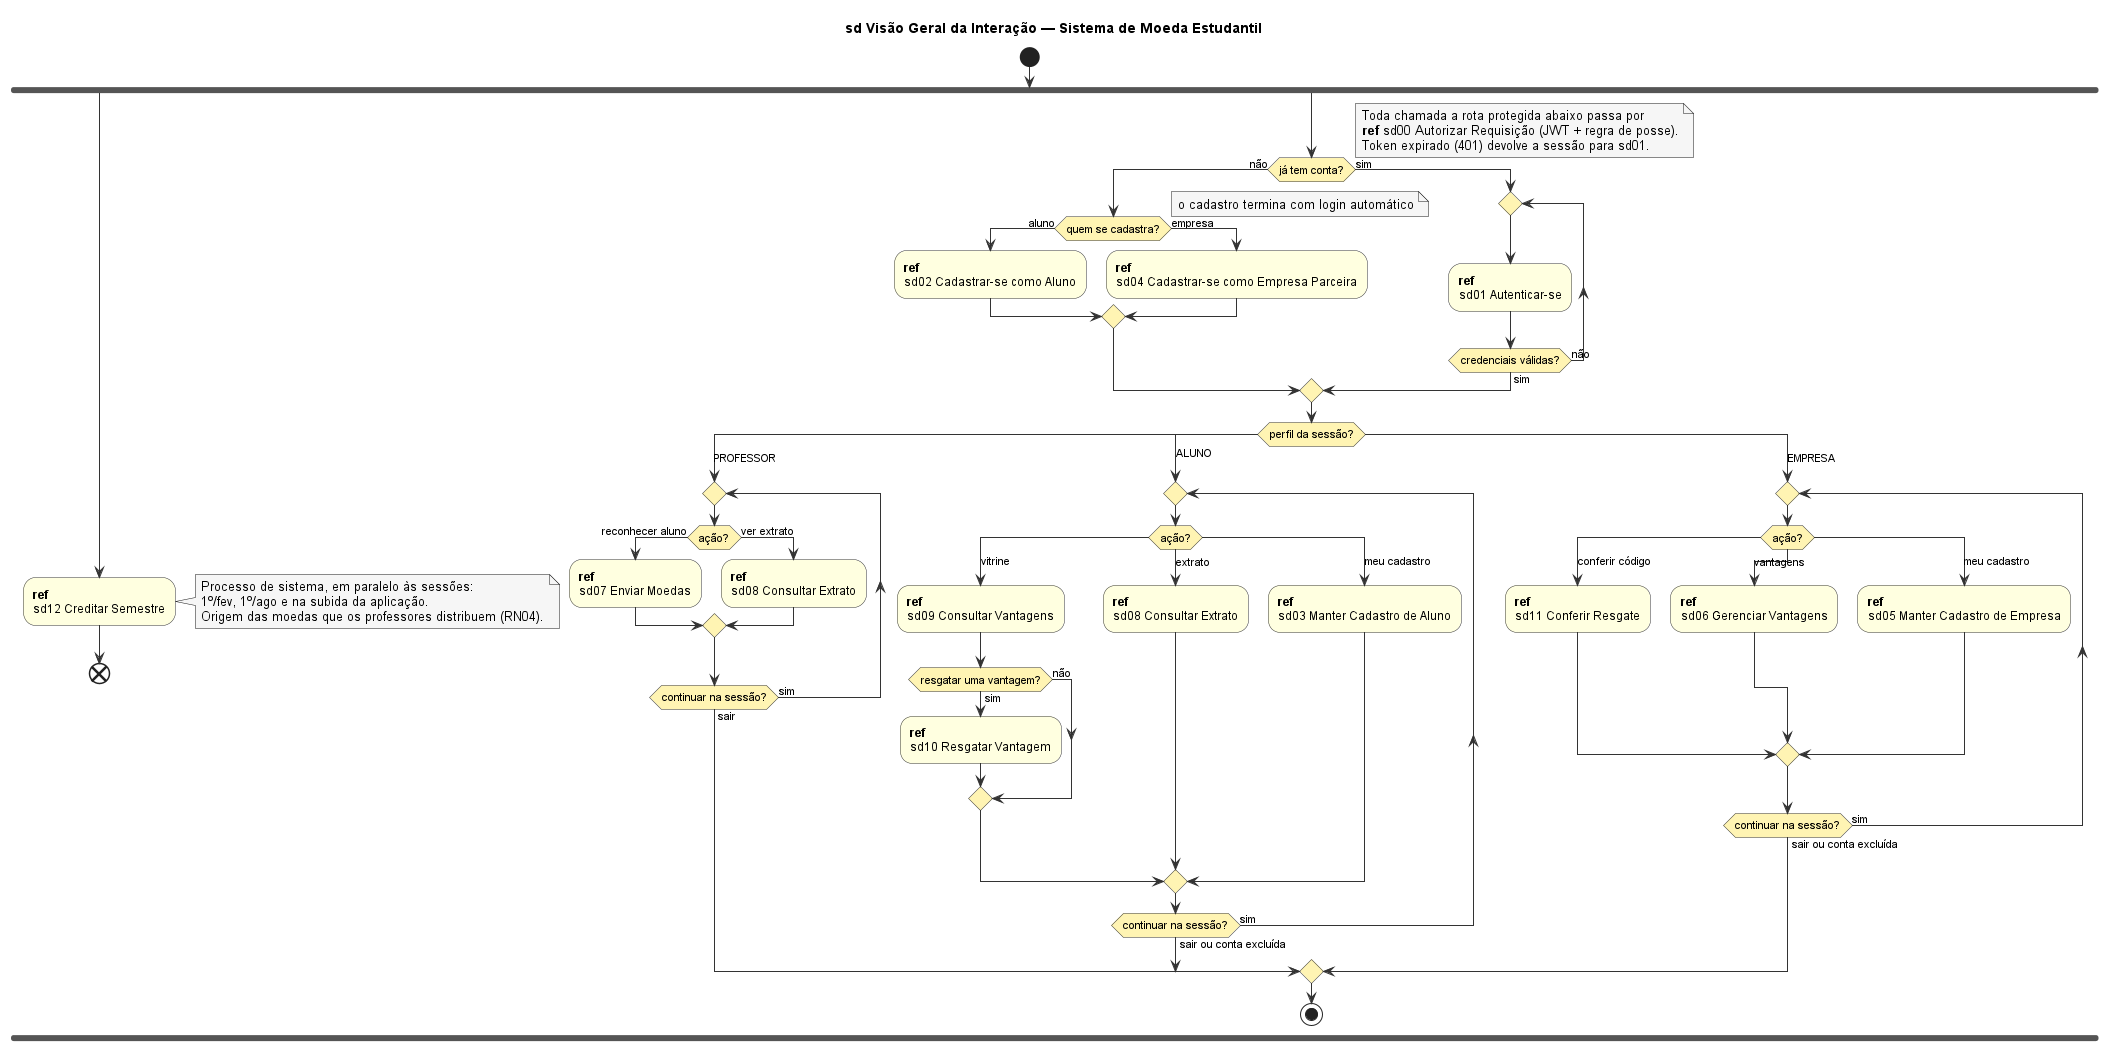 sd Visão Geral da Interação — Sistema de Moeda Estudantil
Toda chamada a rota protegida abaixo passa por
ref sd00 Autorizar Requisição (JWT + regra de posse).
Token expirado (401) devolve a sessão para sd01.
não
já tem conta?
sim
o cadastro termina com login automático
aluno
quem se cadastra?
empresa
ref
sd02 Cadastrar-se como Aluno
ref
sd04 Cadastrar-se como Empresa Parceira
ref
sd01 Autenticar-se
credenciais válidas?
não
sim
perfil da sessão?
PROFESSOR
ALUNO
EMPRESA
reconhecer aluno
ação?
ver extrato
ref
sd07 Enviar Moedas
ref
sd08 Consultar Extrato
continuar na sessão?
sim
sair
ação?
vitrine
extrato
meu cadastro
ref
sd09 Consultar Vantagens
ref
sd08 Consultar Extrato
ref
sd03 Manter Cadastro de Aluno
resgatar uma vantagem?
não
sim
ref
sd10 Resgatar Vantagem
continuar na sessão?
sim
sair ou conta excluída
ação?
conferir código
vantagens
meu cadastro
ref
sd11 Conferir Resgate
ref
sd06 Gerenciar Vantagens
ref
sd05 Manter Cadastro de Empresa
continuar na sessão?
sim
sair ou conta excluída
ref
sd12 Creditar Semestre
Processo de sistema, em paralelo às sessões:
1º/fev, 1º/ago e na subida da aplicação.
Origem das moedas que os professores distribuem (RN04).